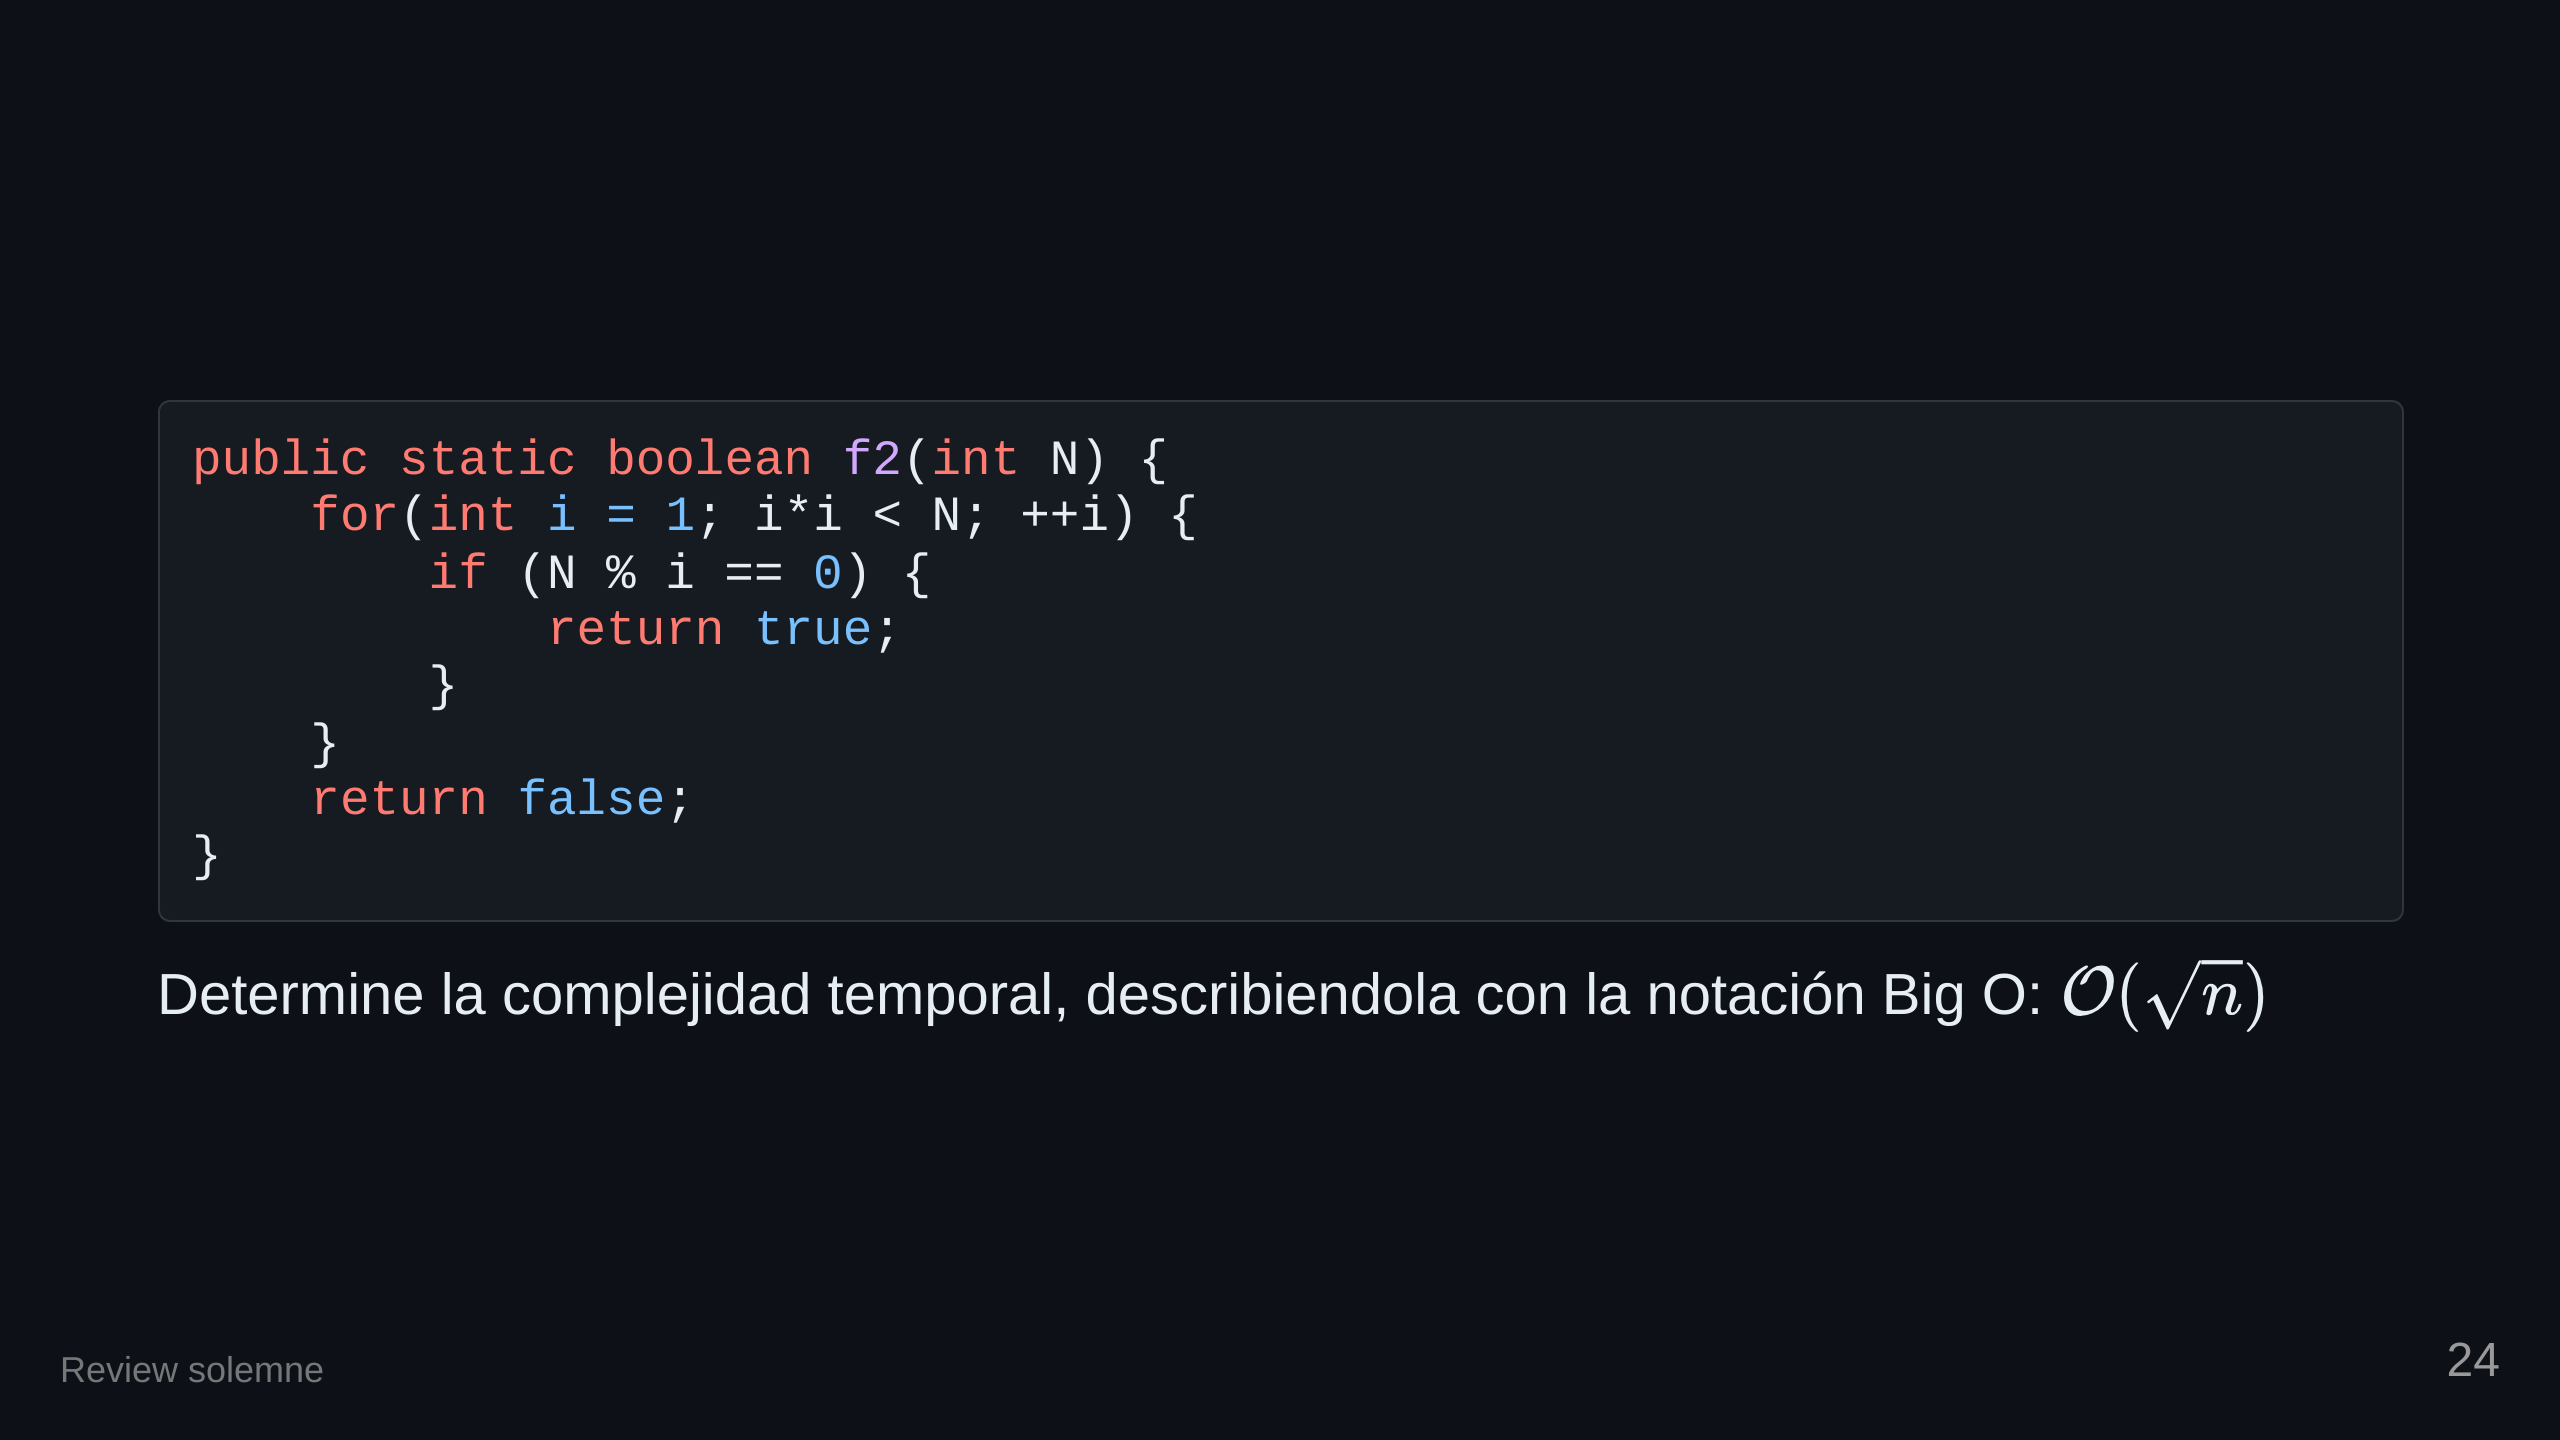 public static boolean f2(int N) {
    for(int i = 1; i*i < N; ++i) {
        if (N % i == 0) {
            return true;
        }
    }
    return false;
}
Determine la complejidad temporal, describiendola con la notación Big O: 𝒪(√n)
Review solemne
24